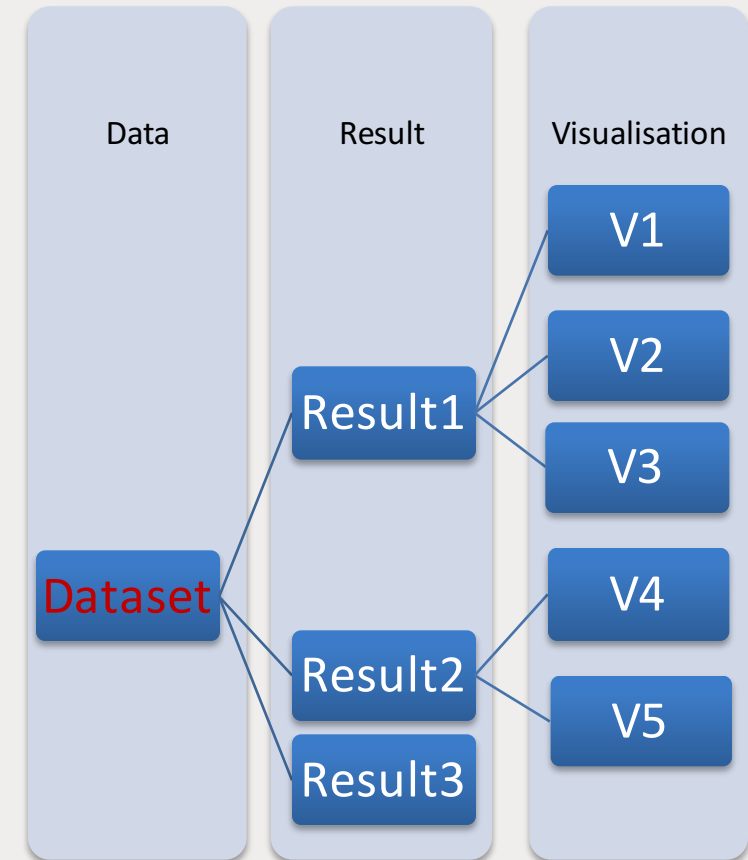 Data
Result
Visualisation
V1
V2
Result1
V3
Dataset
V4
Result2
V5
Result3